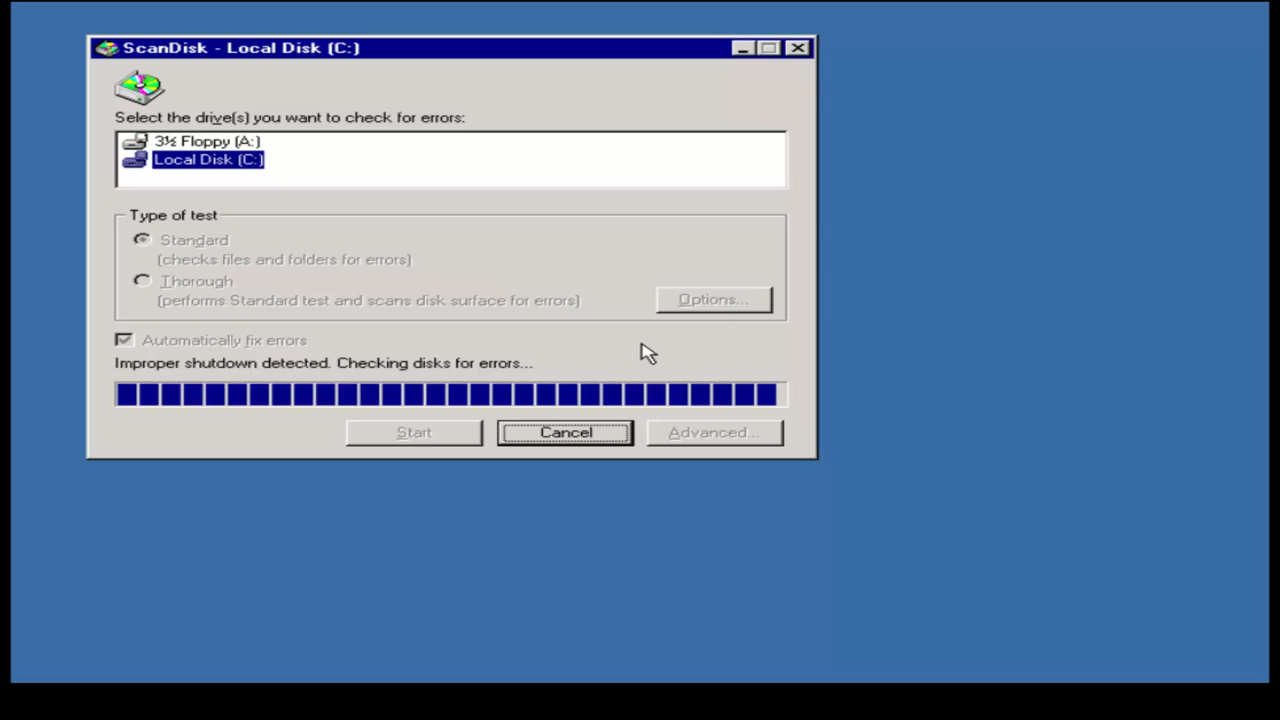 ScanDisk - Local Disk (C:)
Select the drive(s) you want to check for errors:
3½ Floppy (A:)
Local Disk (C:)
Type of test
Standard
(checks files and folders for errors)
Thorough
(performs Standard test and scans disk surface for errors)
Options...
Automatically fix errors
Improper shutdown detected. Checking disks for errors...
Start Cancel Advanced...